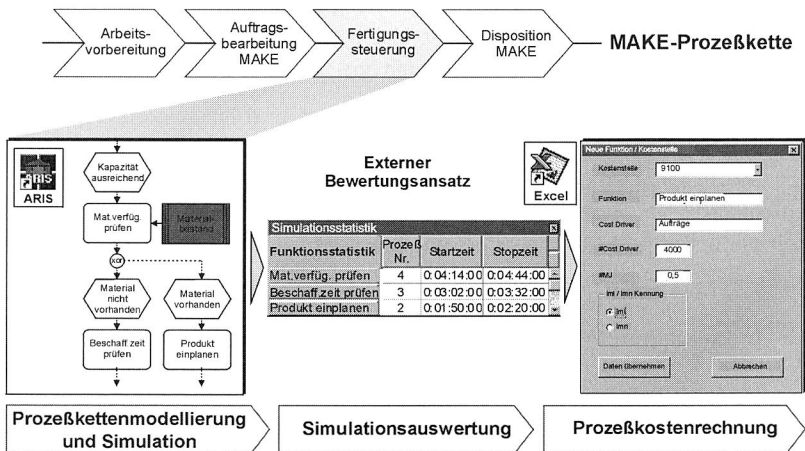 Arbeits-
vorbereitung
Auftrags-
bearbeitung
MAKE
Fertigungs-
steuerung
Disposition
MAKE
MAKE-Prozeßkette
ARIS
ARIS
Kapazität
ausreichend
Mat.verfüg.
prüfen
Material-
bestand
xor
Material
nicht
vorhanden
Material
vorhanden
Beschaff.zeit
prüfen
Produkt
einplanen
Externer
Bewertungsansatz
Simulationsstatistik
Funktionsstatistik Prozeß Nr. Startzeit Stopzeit
Mat.verfüg. prüfen 4 0:04:14:00 0:04:44:00
Beschaff.zeit prüfen 3 0:03:02:00 0:03:32:00
Produkt einplanen 2 0:01:50:00 0:02:20:00
Excel
Neue Funktion / Kostenstelle
Kostenstelle 9100
Funktion Produkt einplanen
Cost Driver Aufträge
#Cost Driver 4000
#MJ 0,5
lmi / lmn Kennung
lmi
lmn
Daten übernehmen Abbrechen
Prozeßkettenmodellierung
und Simulation
Simulationsauswertung
Prozeßkostenrechnung